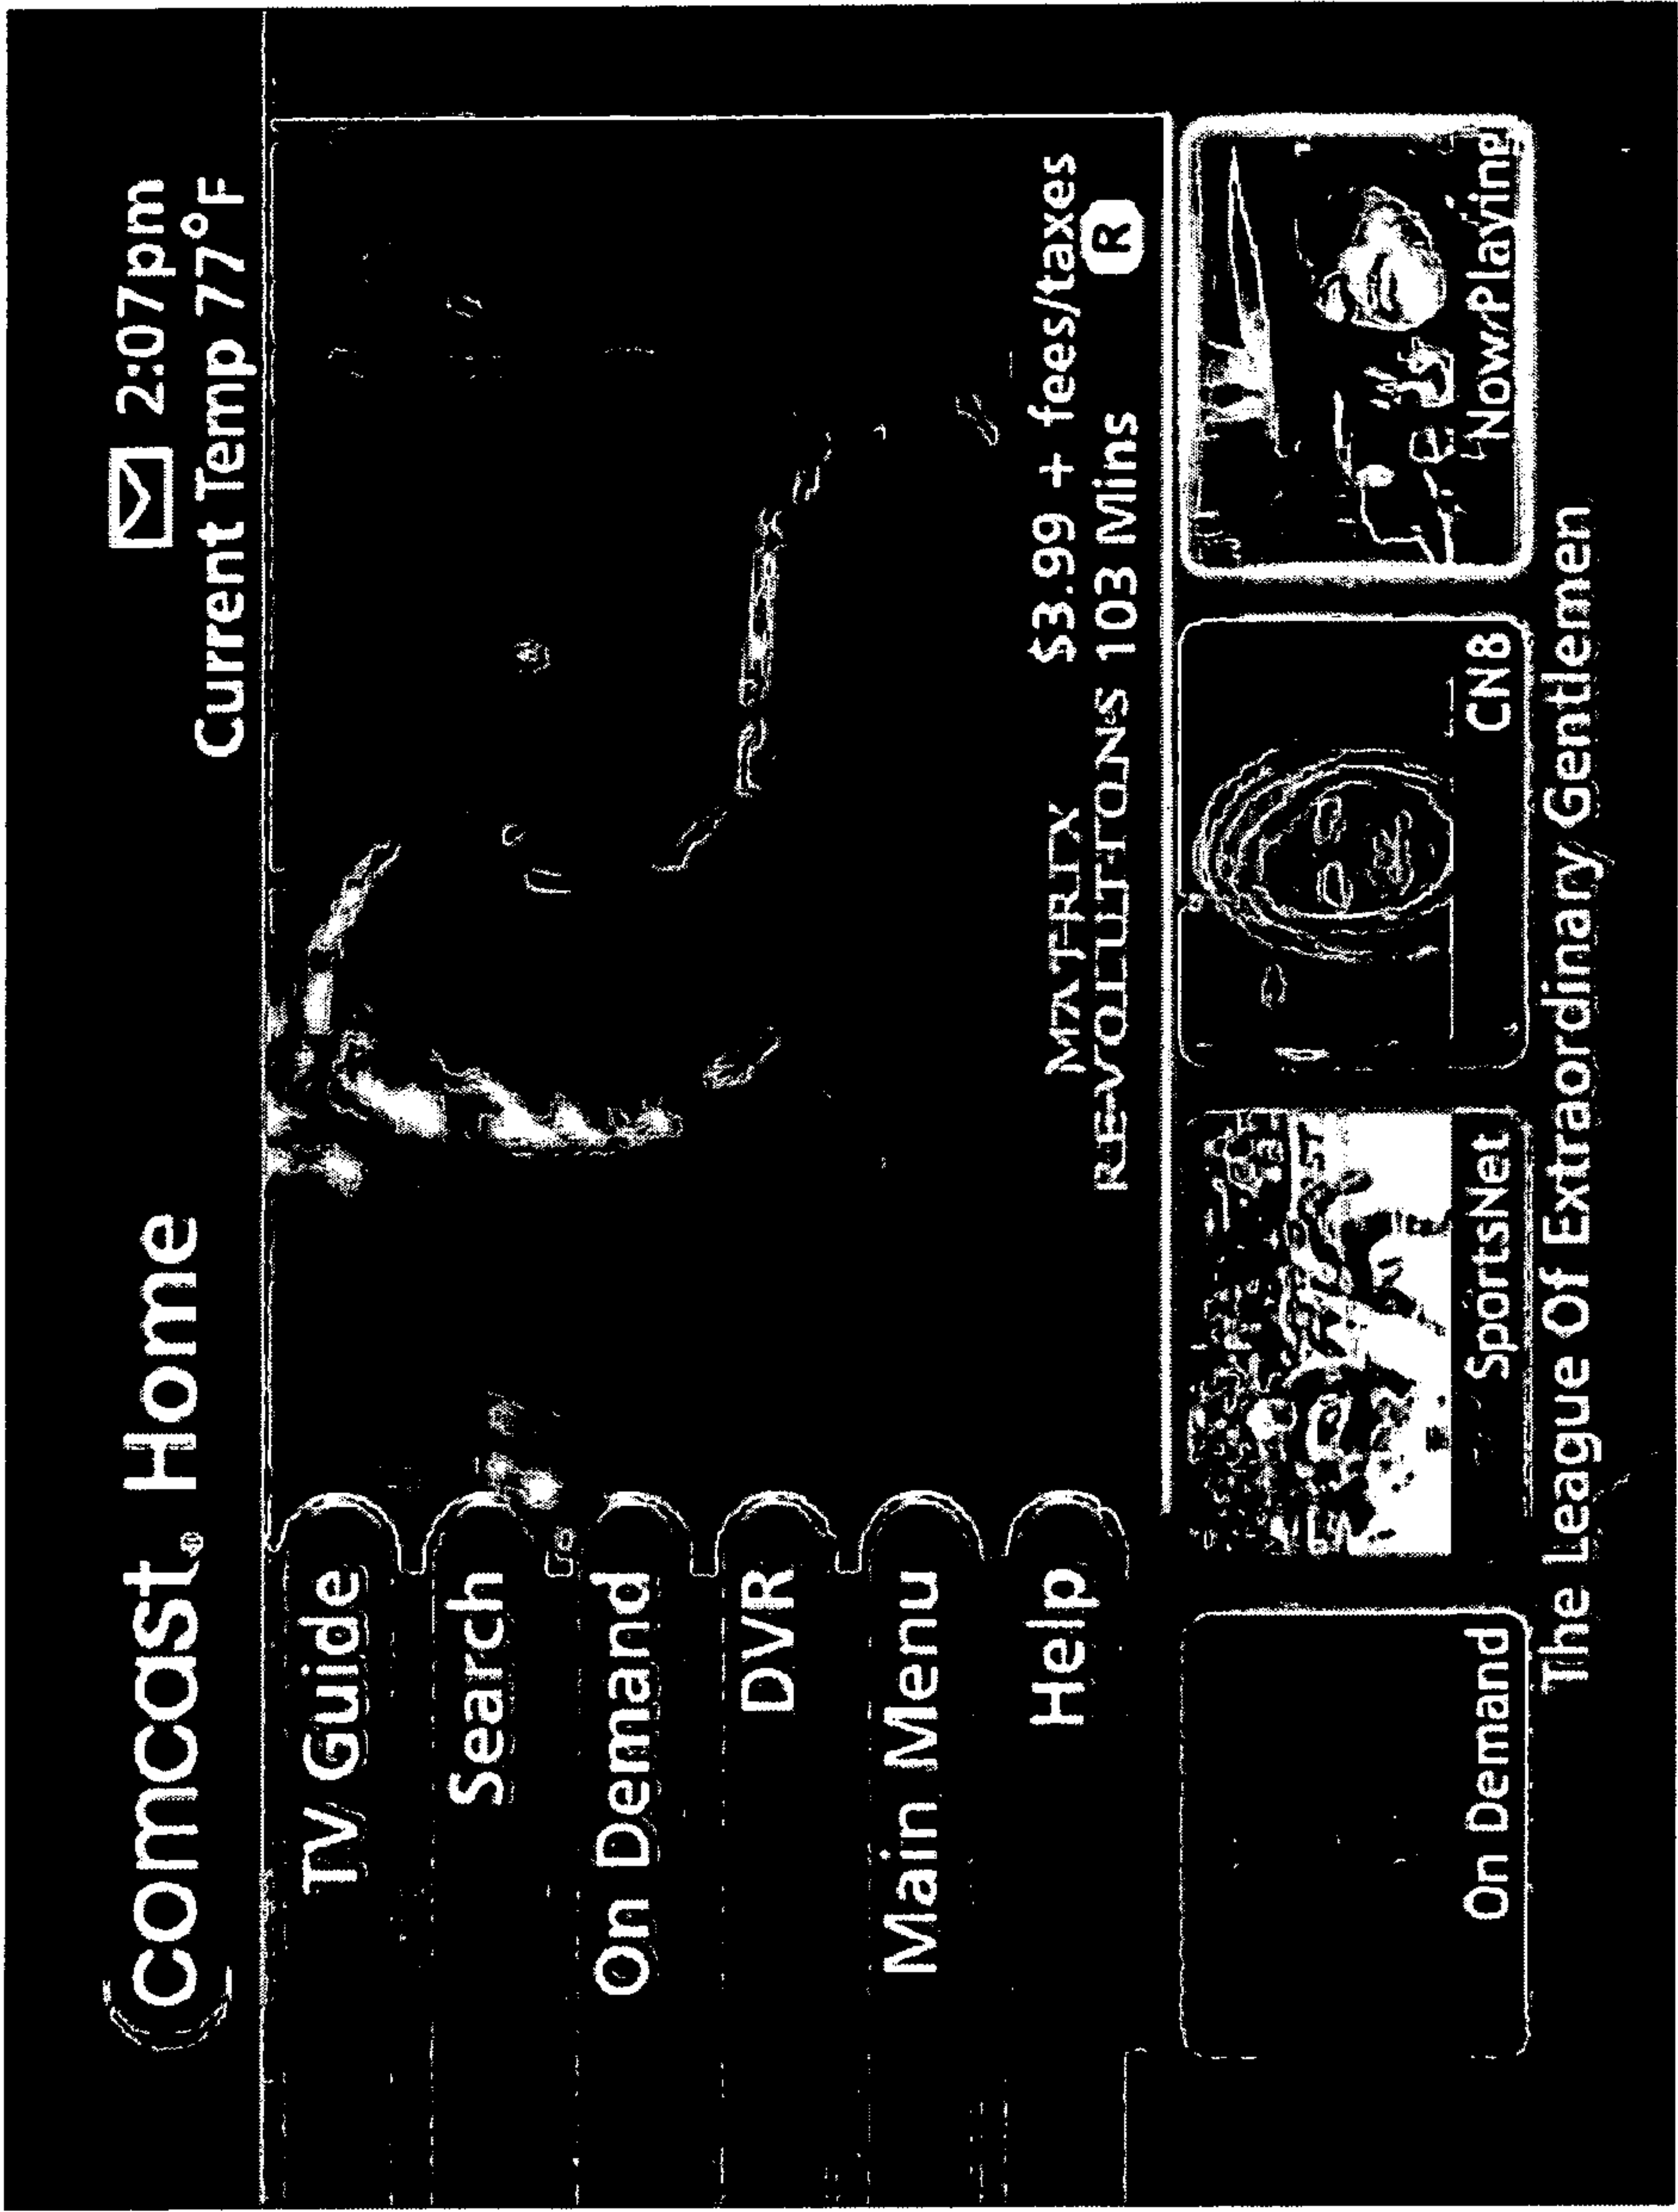 comcast® Home
2:07pm
Current Temp 77°F
TV Guide
Search
On Demand
DVR
Main Menu
Help
MATRIX
REVOLUTIONS
$3.99 + fees/taxes
103 Mins R
On Demand
SportsNet
CN8
Now Playing
The League Of Extraordinary Gentlemen